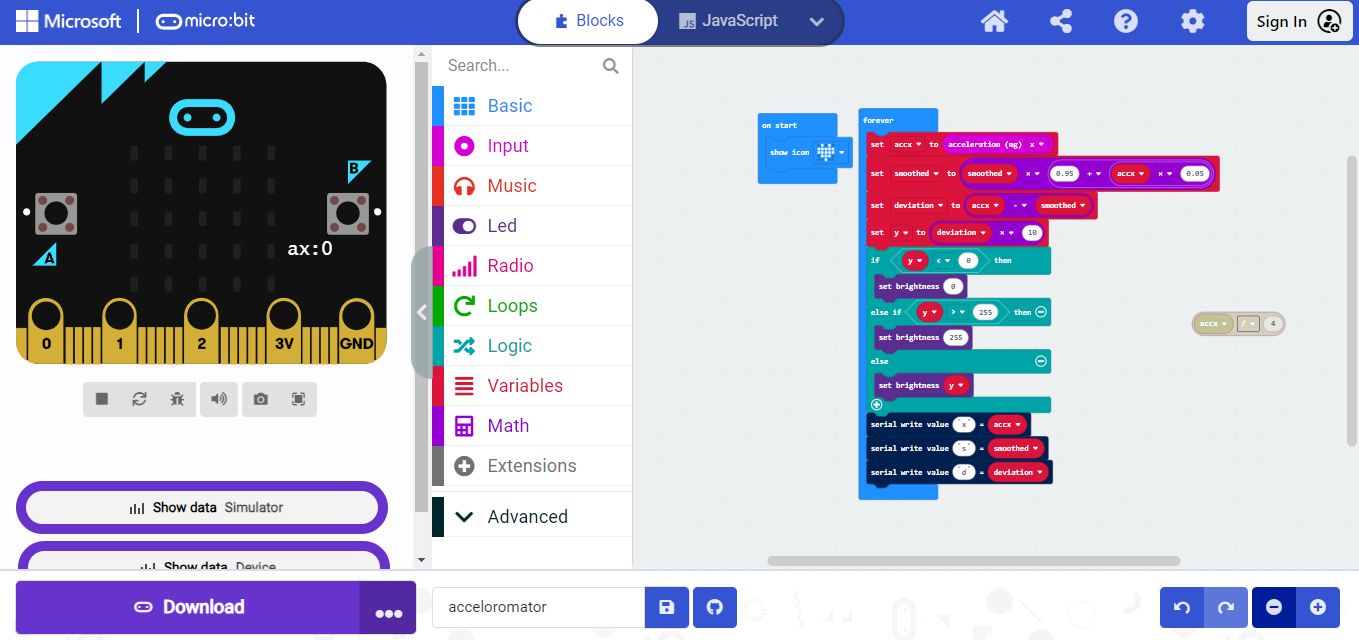 Microsoft micro:bit Blocks JavaScript Sign In
Search...
Basic
Input
Music
Led
Radio
Loops
Logic
Variables
Math
Extensions
Advanced
B
A
ax:0
0 1 2 3V GND
Show data Simulator
Show data Device
Download
acceloromator
on start
show icon
forever
set accx to acceleration (mg) x
set smoothed to smoothed × 0.95 + accx × 0.05
set deviation to accx - smoothed
set y to deviation × 10
if y < 0 then
set brightness 0
else if y > 255 then
set brightness 255
else
set brightness y
serial write value "x" = accx
serial write value "s" = smoothed
serial write value "d" = deviation
accx / 4